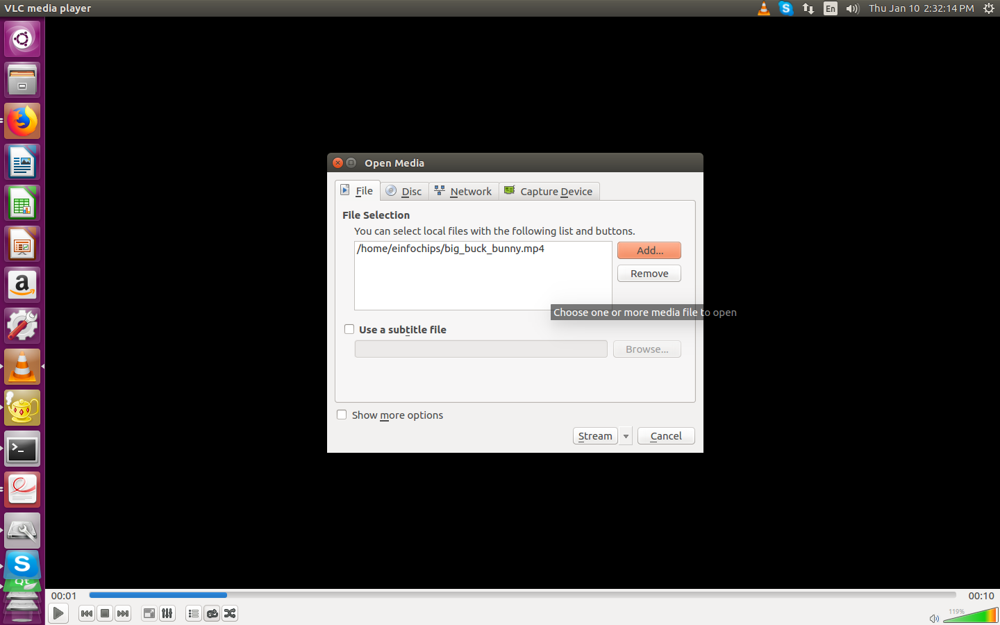 VLC media player
En
Thu Jan 10 2:32:14 PM
Open Media
File
Disc
Network
Capture Device
File Selection
You can select local files with the following list and buttons.
/home/einfochips/big_buck_bunny.mp4
Add...
Remove
Choose one or more media file to open
Use a subtitle file
Browse...
Show more options
Stream
Cancel
a
>_
S
Qt
00:01
00:10
119%